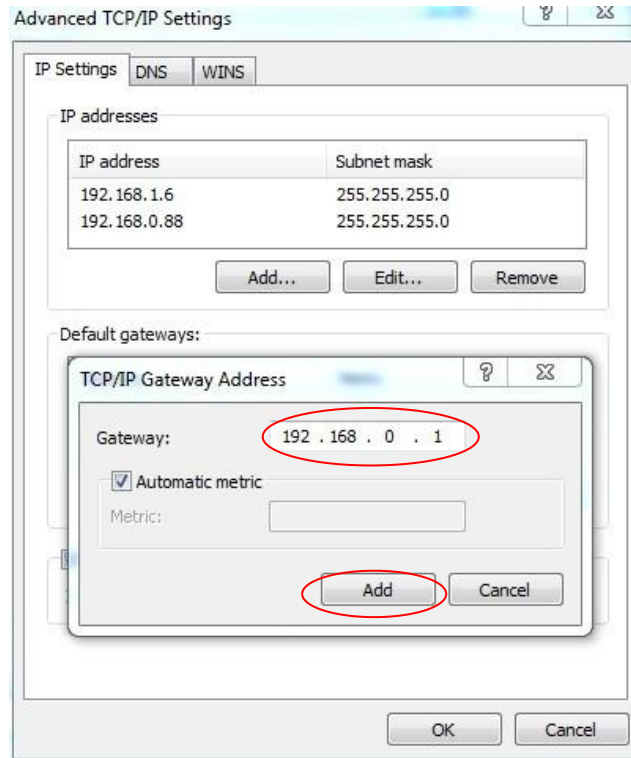 Advanced TCP/IP Settings
IP Settings DNS WINS
IP addresses
IP address Subnet mask
192.168.1.6 255.255.255.0
192.168.0.88 255.255.255.0
Add... Edit... Remove
Default gateways:
TCP/IP Gateway Address
Gateway: 192 . 168 . 0 . 1
Automatic metric
Metric:
Add Cancel
OK Cancel